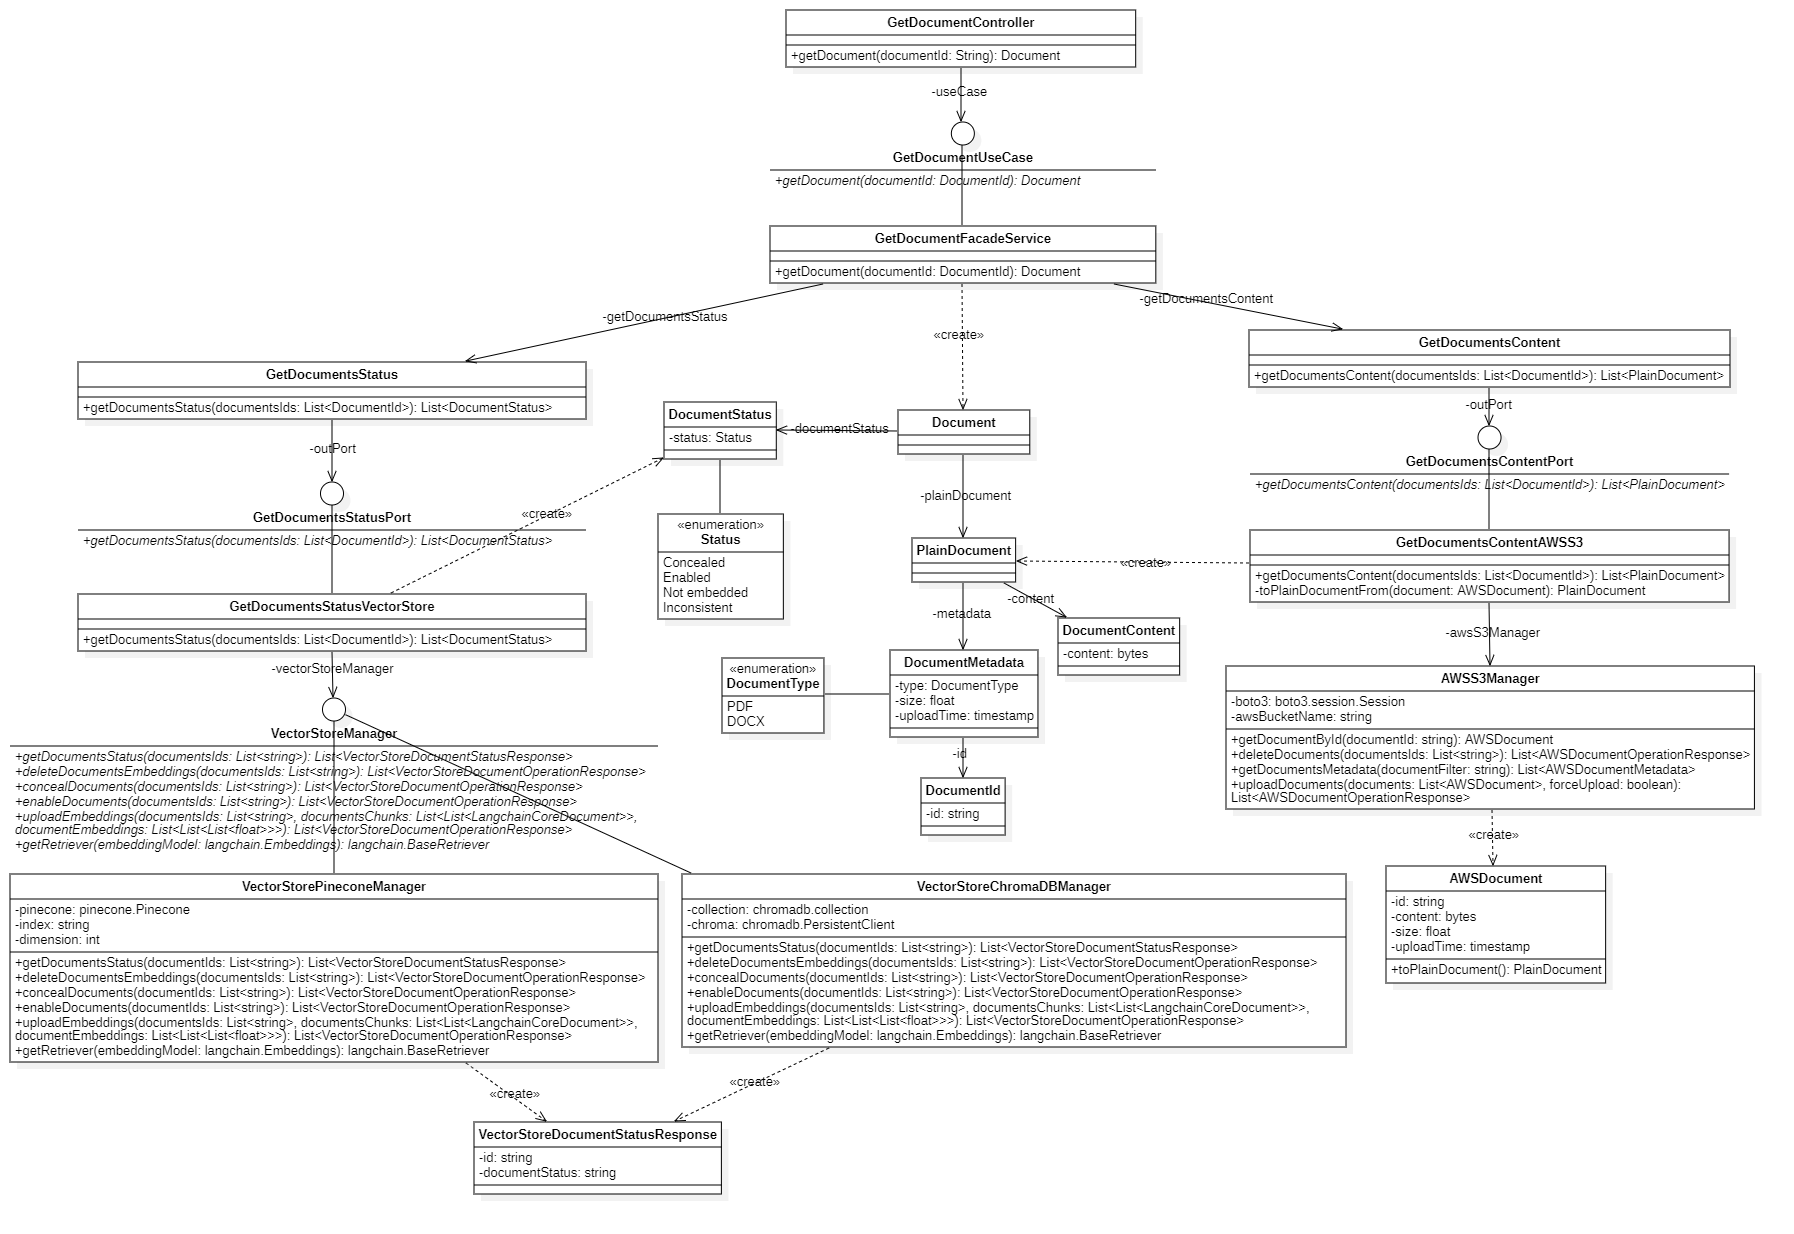 GetDocumentController
+getDocument(documentId: String): Document
-useCase
GetDocumentUseCase
+getDocument(documentId: DocumentId): Document
GetDocumentFacadeService
+getDocument(documentId: DocumentId): Document
-getDocumentsStatus
«create»
-getDocumentsContent
GetDocumentsStatus
+getDocumentsStatus(documentsIds: List<DocumentId>): List<DocumentStatus>
-outPort
GetDocumentsStatusPort
+getDocumentsStatus(documentsIds: List<DocumentId>): List<DocumentStatus>
«create»
GetDocumentsStatusVectorStore
+getDocumentsStatus(documentsIds: List<DocumentId>): List<DocumentStatus>
-vectorStoreManager
DocumentStatus
-status: Status
-documentStatus
Document
«enumeration»
Status
Concealed
Enabled
Not embedded
Inconsistent
-plainDocument
PlainDocument
-content
-metadata
DocumentContent
-content: bytes
«enumeration»
DocumentType
PDF
DOCX
DocumentMetadata
-type: DocumentType
-size: float
-uploadTime: timestamp
-id
DocumentId
-id: string
GetDocumentsContent
+getDocumentsContent(documentsIds: List<DocumentId>): List<PlainDocument>
-outPort
GetDocumentsContentPort
+getDocumentsContent(documentsIds: List<DocumentId>): List<PlainDocument>
GetDocumentsContentAWSS3
+getDocumentsContent(documentsIds: List<DocumentId>): List<PlainDocument>
-toPlainDocumentFrom(document: AWSDocument): PlainDocument
«create»
-awsS3Manager
AWSS3Manager
-boto3: boto3.session.Session
-awsBucketName: string
+getDocumentById(documentId: string): AWSDocument
+deleteDocuments(documentsIds: List<string>): List<AWSDocumentOperationResponse>
+getDocumentsMetadata(documentFilter: string): List<AWSDocumentMetadata>
+uploadDocuments(documents: List<AWSDocument>, forceUpload: boolean):
List<AWSDocumentOperationResponse>
«create»
AWSDocument
-id: string
-content: bytes
-size: float
-uploadTime: timestamp
+toPlainDocument(): PlainDocument
VectorStoreManager
+getDocumentsStatus(documentsIds: List<string>): List<VectorStoreDocumentStatusResponse>
+deleteDocumentsEmbeddings(documentsIds: List<string>): List<VectorStoreDocumentOperationResponse>
+concealDocuments(documentIds: List<string>): List<VectorStoreDocumentOperationResponse>
+enableDocuments(documentIds: List<string>): List<VectorStoreDocumentOperationResponse>
+uploadEmbeddings(documentsIds: List<string>, documentsChunks: List<List<LangchainCoreDocument>>,
documentEmbeddings: List<List<List<float>>>): List<VectorStoreDocumentOperationResponse>
+getRetriever(embeddingModel: langchain.Embeddings): langchain.BaseRetriever
VectorStorePineconeManager
-pinecone: pinecone.Pinecone
-index: string
-dimension: int
+getDocumentsStatus(documentsIds: List<string>): List<VectorStoreDocumentStatusResponse>
+deleteDocumentsEmbeddings(documentsIds: List<string>): List<VectorStoreDocumentOperationResponse>
+concealDocuments(documentIds: List<string>): List<VectorStoreDocumentOperationResponse>
+enableDocuments(documentIds: List<string>): List<VectorStoreDocumentOperationResponse>
+uploadEmbeddings(documentsIds: List<string>, documentsChunks: List<List<LangchainCoreDocument>>,
documentEmbeddings: List<List<List<float>>>): List<VectorStoreDocumentOperationResponse>
+getRetriever(embeddingModel: langchain.Embeddings): langchain.BaseRetriever
VectorStoreChromaDBManager
-collection: chromadb.collection
-chroma: chromadb.PersistentClient
+getDocumentsStatus(documentsIds: List<string>): List<VectorStoreDocumentStatusResponse>
+deleteDocumentsEmbeddings(documentsIds: List<string>): List<VectorStoreDocumentOperationResponse>
+concealDocuments(documentIds: List<string>): List<VectorStoreDocumentOperationResponse>
+enableDocuments(documentIds: List<string>): List<VectorStoreDocumentOperationResponse>
+uploadEmbeddings(documentsIds: List<string>, documentsChunks: List<List<LangchainCoreDocument>>,
documentEmbeddings: List<List<List<float>>>): List<VectorStoreDocumentOperationResponse>
+getRetriever(embeddingModel: langchain.Embeddings): langchain.BaseRetriever
«create»
«create»
VectorStoreDocumentStatusResponse
-id: string
-documentStatus: string